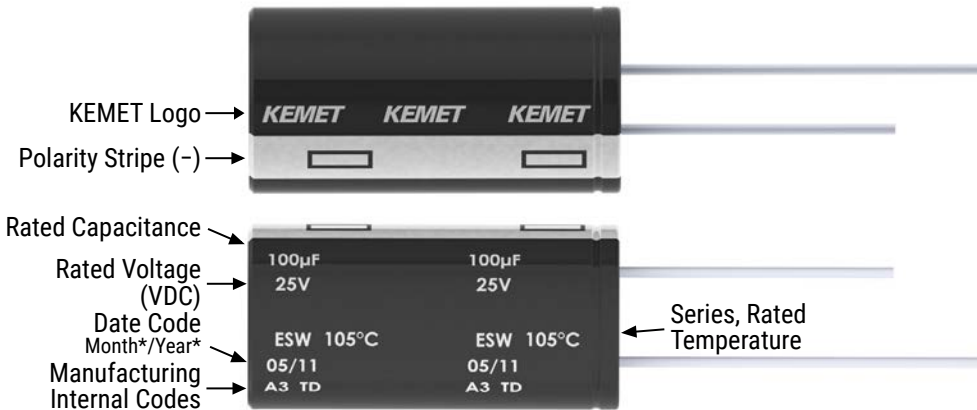 KEMET Logo
KEMET KEMET KEMET
Polarity Stripe (−)
Rated Capacitance
100µF 100µF
Rated Voltage
(VDC)
25V 25V
Date Code
Month*/Year*
ESW 105°C ESW 105°C
05/11 05/11
Series, Rated
Temperature
Manufacturing
Internal Codes
A3 TD A3 TD